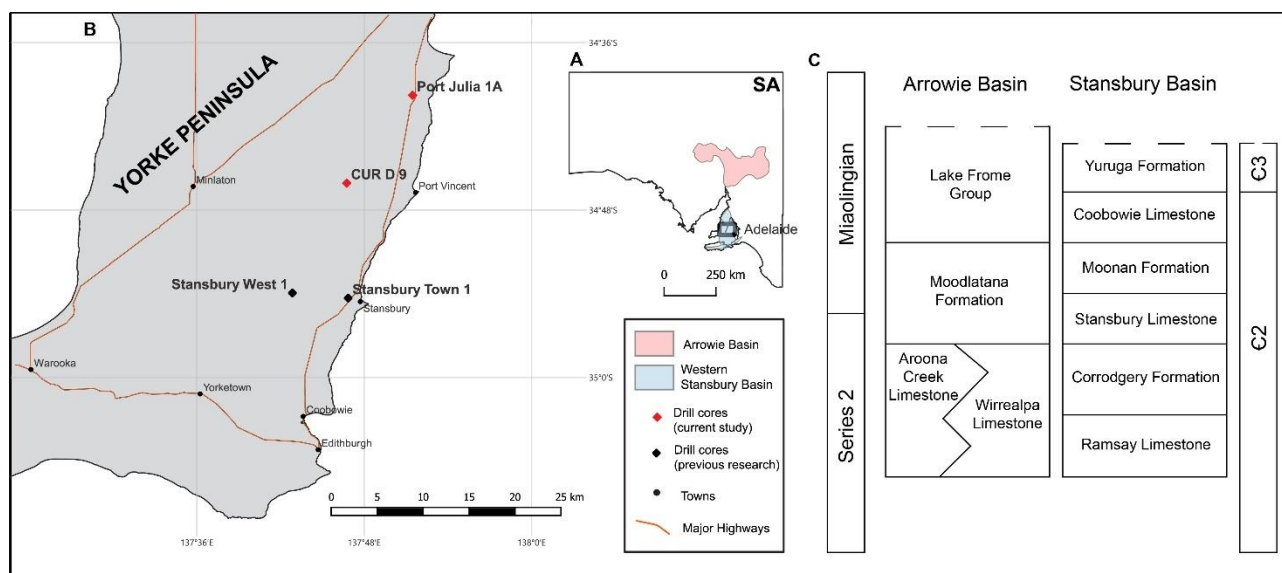 B
YORKE PENINSULA
Port Julia 1A
CUR D 9
Minlaton
Port Vincent
Stansbury West 1
Stansbury Town 1
Stansbury
Warooka
Yorketown
Coobowie
Edithburgh
0 5 10 15 20 25 km
34°36'S
34°48'S
35°0'S
137°36'E
137°48'E
138°0'E
A
SA
Adelaide
0 250 km
Arrowie Basin
Western
Stansbury Basin
Drill cores
(current study)
Drill cores
(previous research)
Towns
Major Highways
C
Arrowie Basin
Stansbury Basin
Miaolingian
Series 2
Lake Frome
Group
Moodlatana
Formation
Aroona
Creek
Limestone
Wirrealpa
Limestone
Yuruga Formation
Coobowie Limestone
Moonan Formation
Stansbury Limestone
Corrodgery Formation
Ramsay Limestone
Є3
Є2